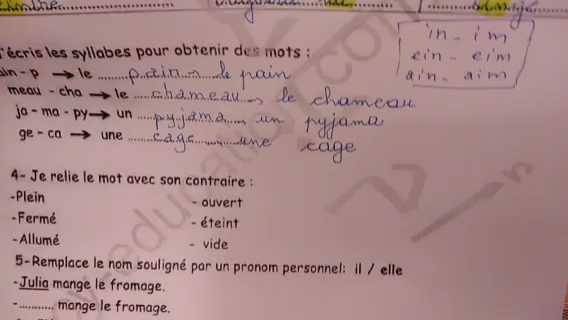 in - im
ein - eim
ain - aim
'écris les syllabes pour obtenir des mots :
ain - p → le ........pain..., le pain
meau - cha → le ...chameau..., le chameau
ja - ma - py → un ...pyjama..., un pyjama
ge - ca → une ....cage......, une cage
4- Je relie le mot avec son contraire :
-Plein - ouvert
-Fermé - éteint
-Allumé - vide
5-Remplace le nom souligné par un pronom personnel: il / elle
-Julia mange le fromage.
-........... mange le fromage.